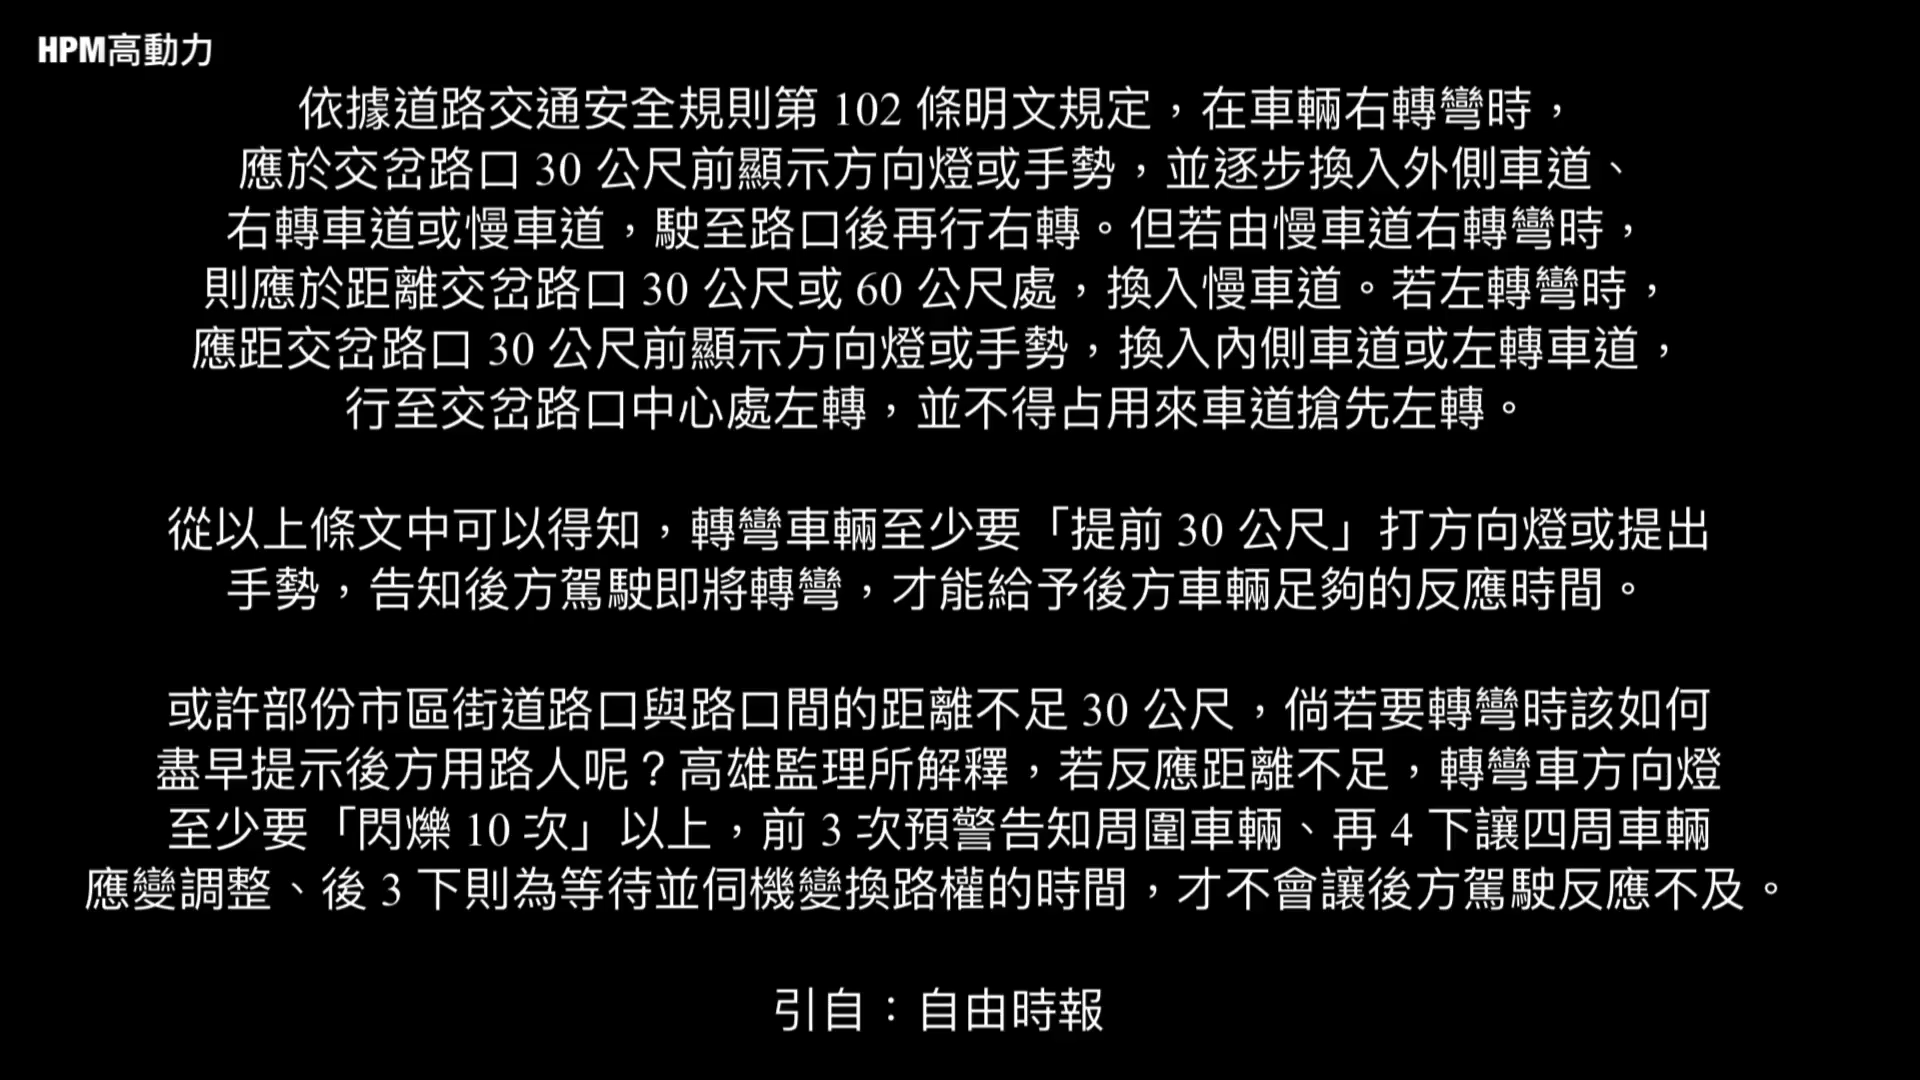 HPM高動力
依據道路交通安全規則第 102 條明文規定，在車輛右轉彎時，
應於交岔路口 30 公尺前顯示方向燈或手勢，並逐步換入外側車道、
右轉車道或慢車道，駛至路口後再行右轉。但若由慢車道右轉彎時，
則應於距離交岔路口 30 公尺或 60 公尺處，換入慢車道。若左轉彎時，
應距交岔路口 30 公尺前顯示方向燈或手勢，換入內側車道或左轉車道，
行至交岔路口中心處左轉，並不得占用來車道搶先左轉。
從以上條文中可以得知，轉彎車輛至少要「提前 30 公尺」打方向燈或提出
手勢，告知後方駕駛即將轉彎，才能給予後方車輛足夠的反應時間。
或許部份市區街道路口與路口間的距離不足 30 公尺，倘若要轉彎時該如何
盡早提示後方用路人呢？高雄監理所解釋，若反應距離不足，轉彎車方向燈
至少要「閃爍 10 次」以上，前 3 次預警告知周圍車輛、再 4 下讓四周車輛
應變調整、後 3 下則為等待並伺機變換路權的時間，才不會讓後方駕駛反應不及。
引自：自由時報